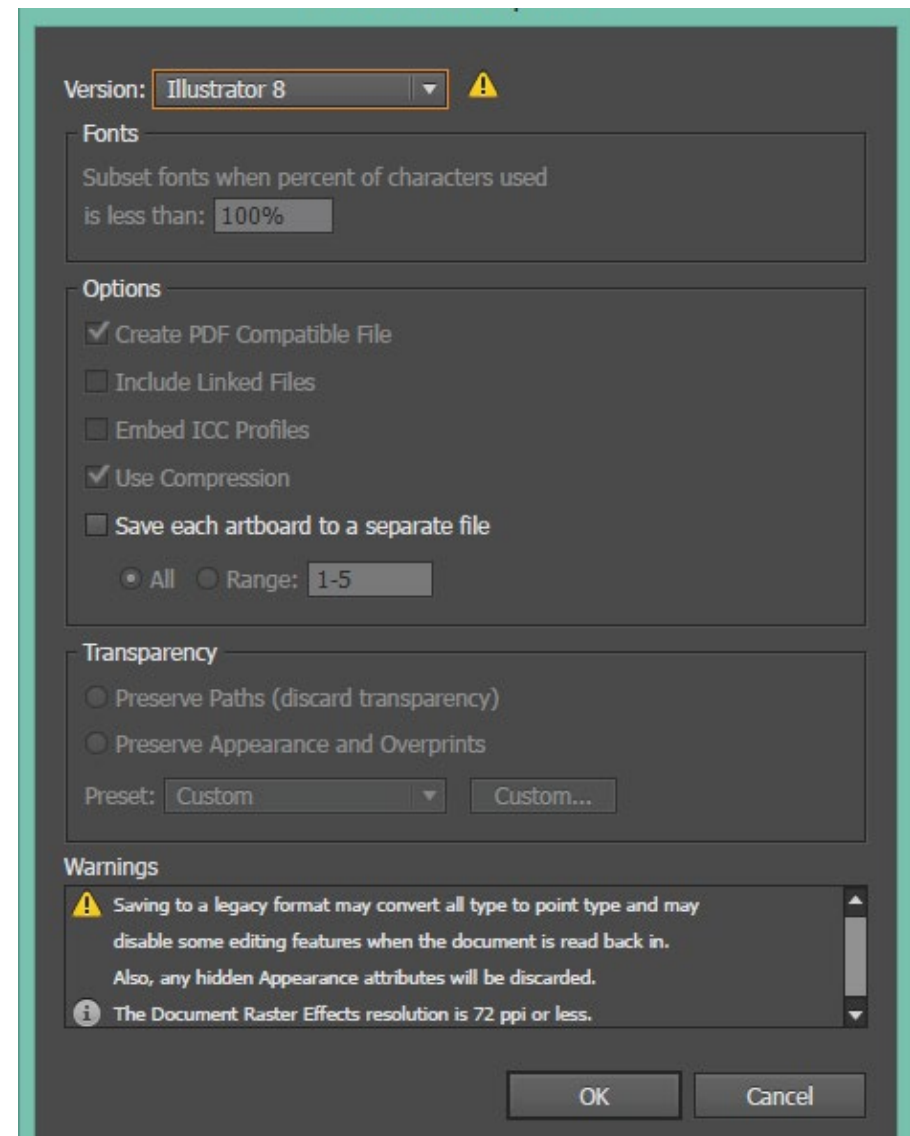 Version: Illustrator 8
Fonts
Subset fonts when percent of characters used
is less than: 100%
Options
Create PDF Compatible File
Include Linked Files
Embed ICC Profiles
Use Compression
Save each artboard to a separate file
All Range: 1-5
Transparency
Preserve Paths (discard transparency)
Preserve Appearance and Overprints
Preset: Custom Custom...
Warnings
Saving to a legacy format may convert all type to point type and may
disable some editing features when the document is read back in.
Also, any hidden Appearance attributes will be discarded.
The Document Raster Effects resolution is 72 ppi or less.
OK Cancel